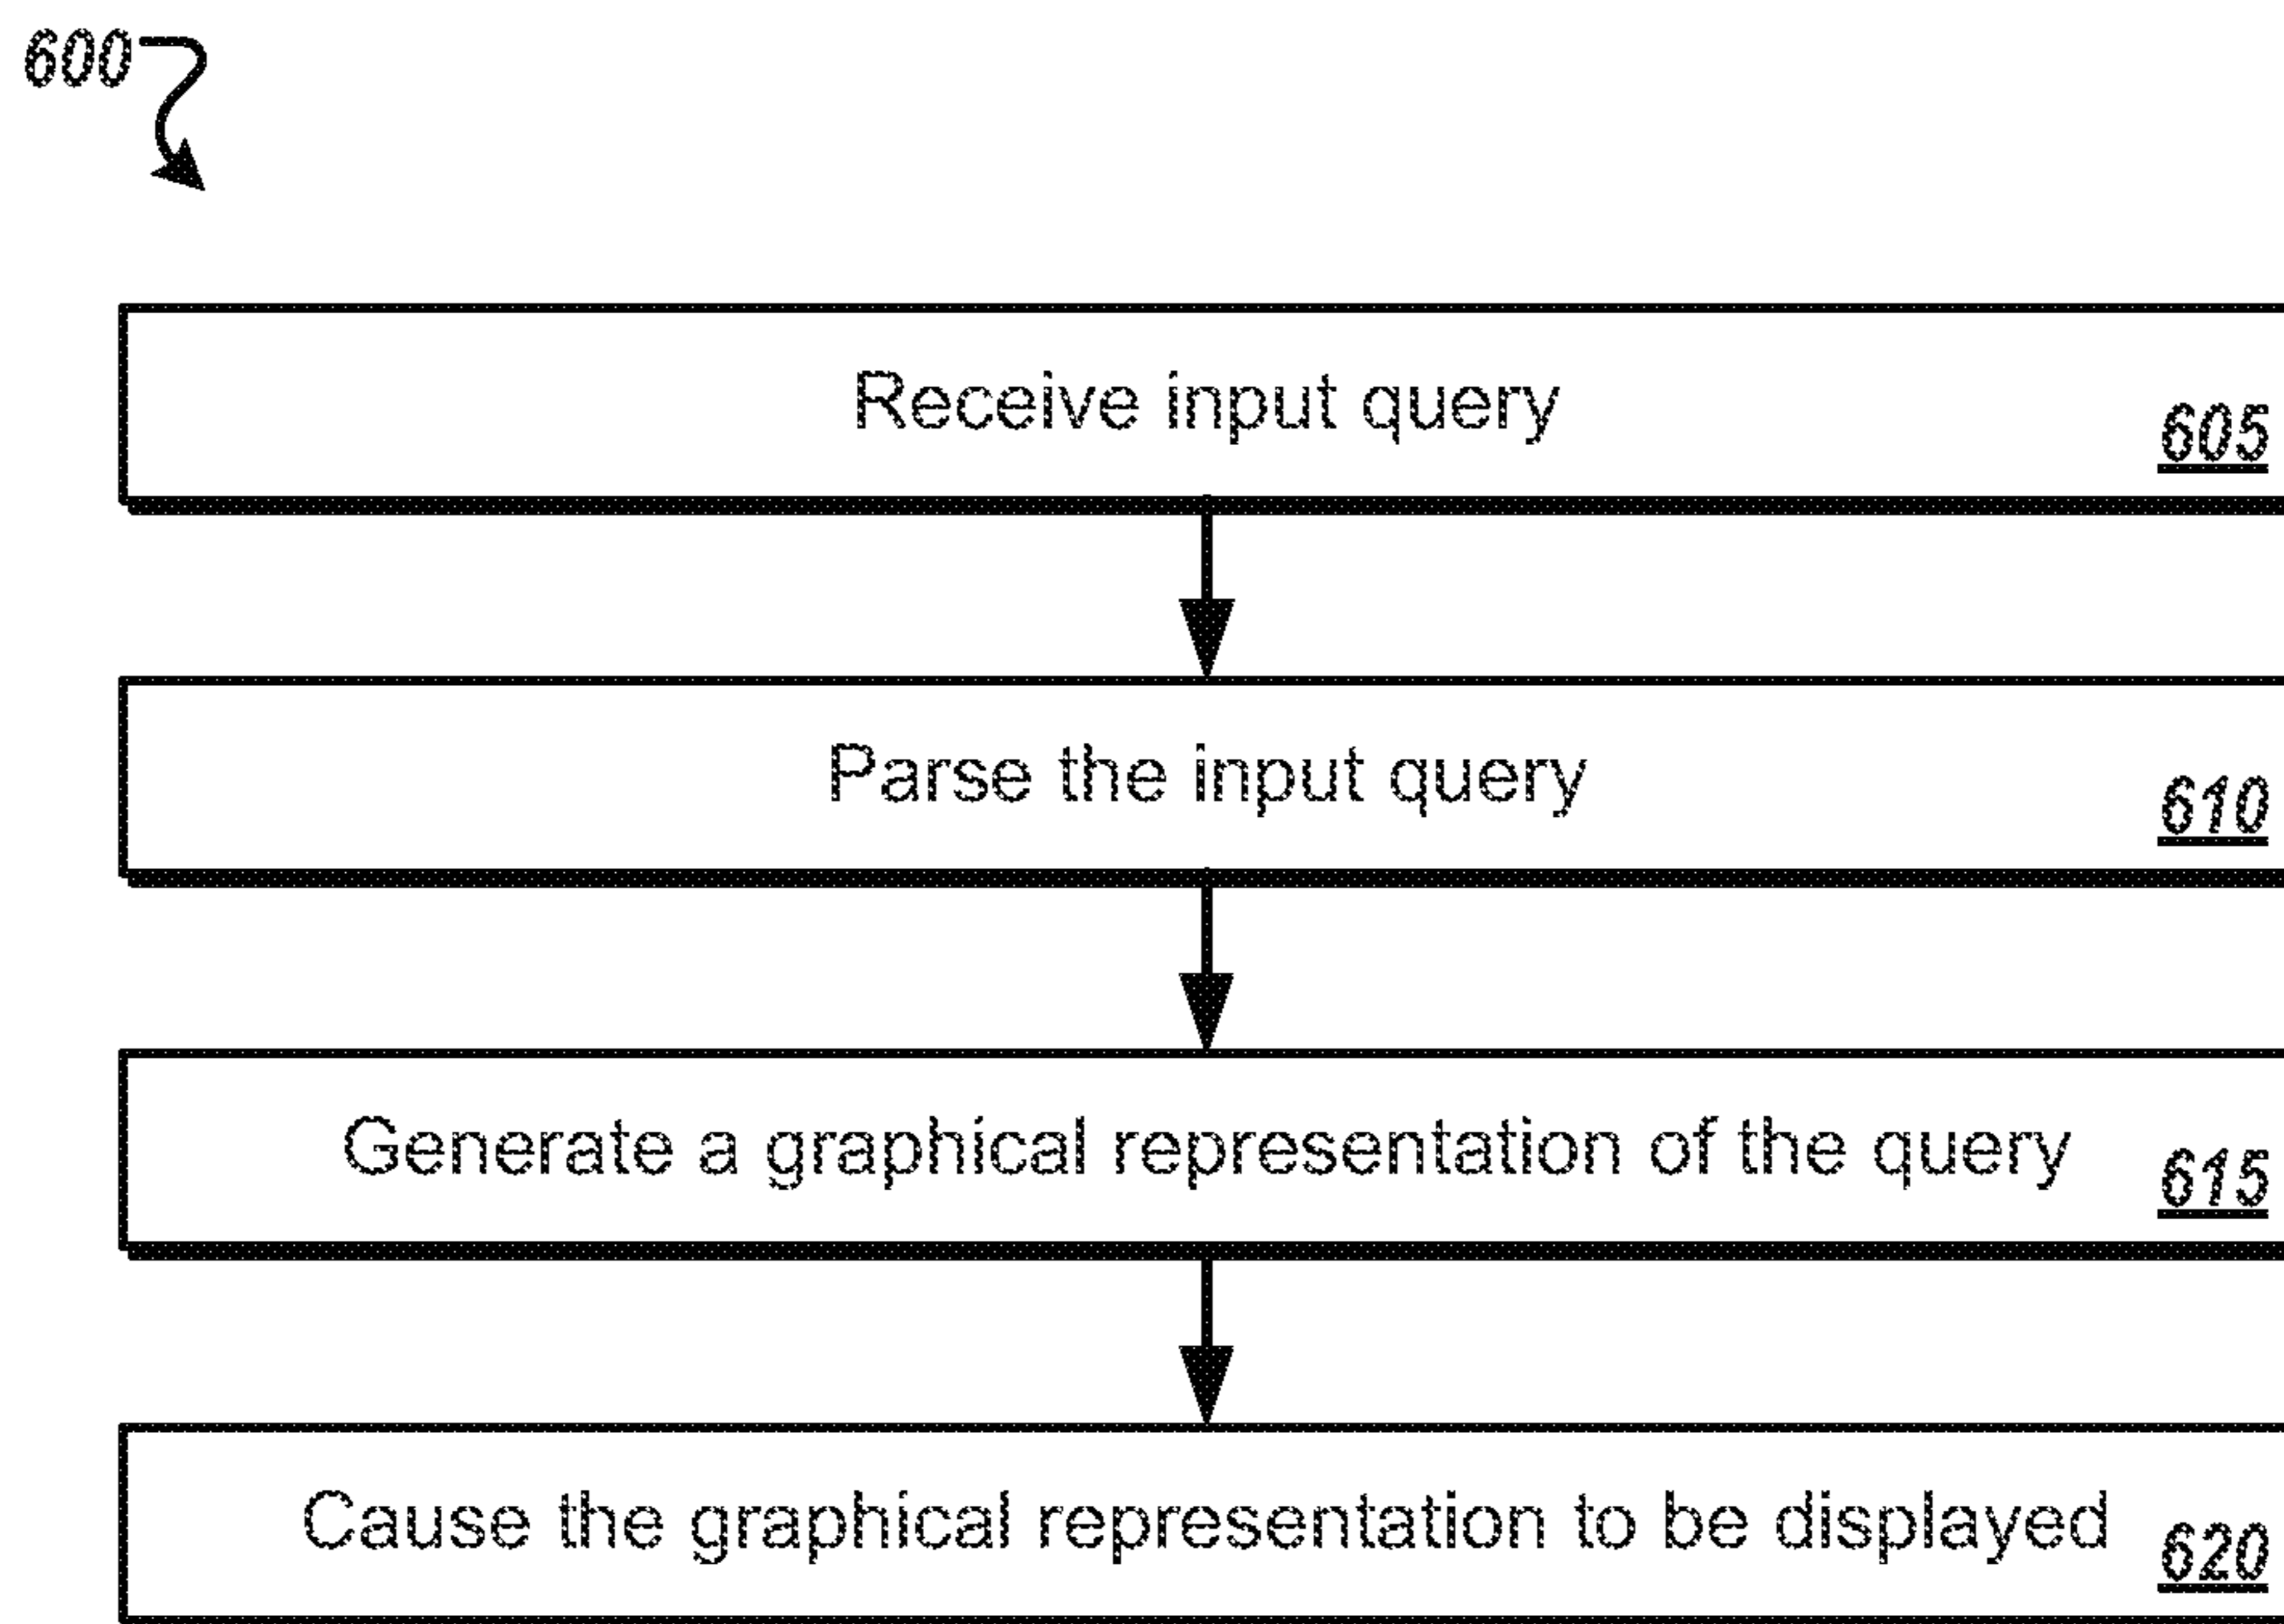 600
Receive input query
605
Parse the input query
610
Generate a graphical representation of the query
615
Cause the graphical representation to be displayed
620